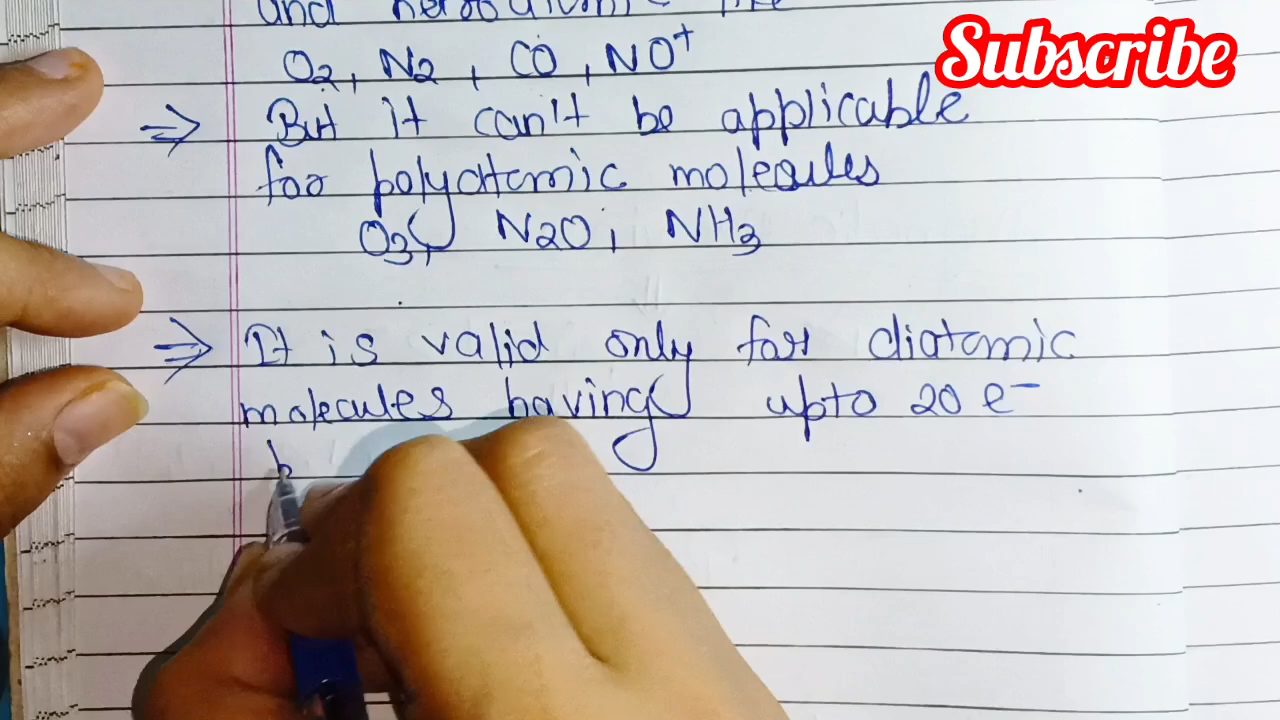 and
O2, N2, CO, NO+
Subscribe
⇒ But it can't be applicable
for polyatomic molecules
O3, N2O, NH3
⇒ It is valid only for diatomic
molecules having upto 20 e-